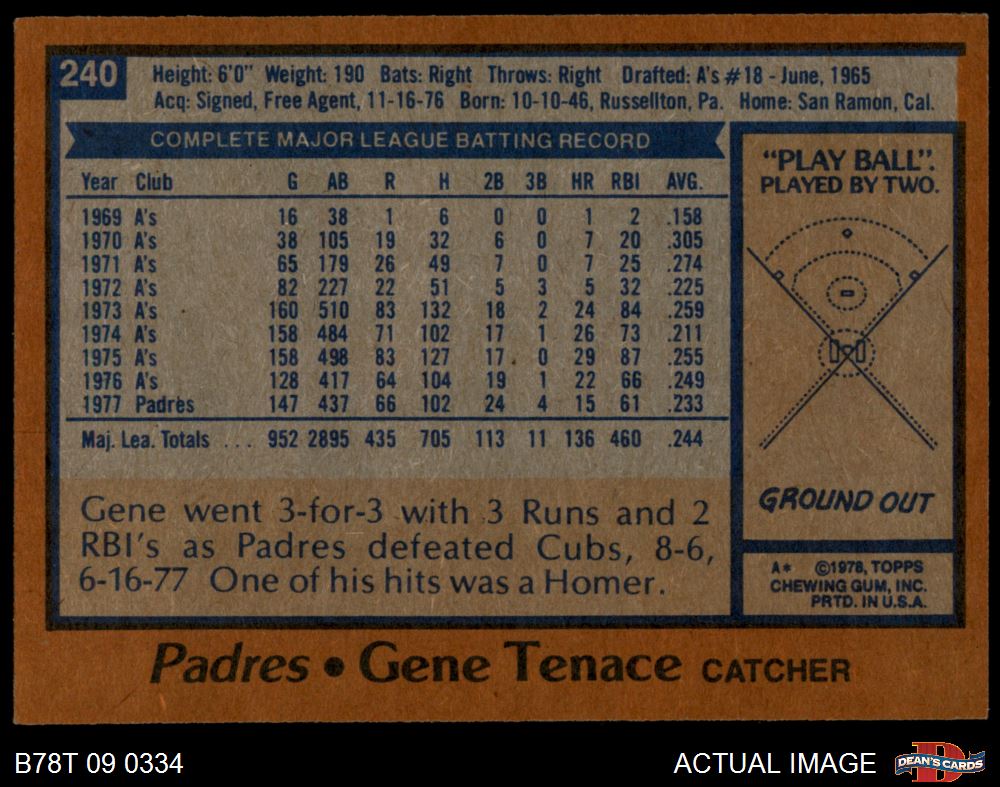 240
Height: 6'0" Weight: 190 Bats: Right Throws: Right Drafted: A's #18 - June, 1965
Acq: Signed, Free Agent, 11-16-76 Born: 10-10-46, Russellton, Pa. Home: San Ramon, Cal.
COMPLETE MAJOR LEAGUE BATTING RECORD
Year Club G AB R H 2B 3B HR RBI AVG.
1969 A's 16 38 1 6 0 0 1 2 .158
1970 A's 38 105 19 32 6 0 7 20 .305
1971 A's 65 179 26 49 7 0 7 25 .274
1972 A's 82 227 22 51 5 3 5 32 .225
1973 A's 160 510 83 132 18 2 24 84 .259
1974 A's 158 484 71 102 17 1 26 73 .211
1975 A's 158 498 83 127 17 0 29 87 .255
1976 A's 128 417 64 104 19 1 22 66 .249
1977 Padres 147 437 66 102 24 4 15 61 .233
Maj. Lea. Totals ... 952 2895 435 705 113 11 136 460 .244
Gene went 3-for-3 with 3 Runs and 2
RBI's as Padres defeated Cubs, 8-6,
6-16-77 One of his hits was a Homer.
"PLAY BALL".
PLAYED BY TWO.
GROUND OUT
A* ©1978, TOPPS
CHEWING GUM, INC.
PRTD. IN U.S.A.
Padres • Gene Tenace CATCHER
B78T 09 0334
ACTUAL IMAGE
D
DEAN'S CARDS